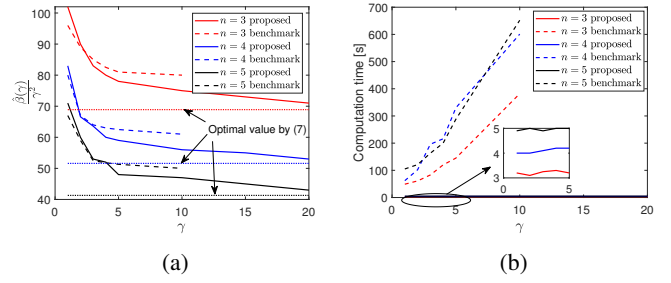 100
90
80
70
60
50
40
β̂(γ)
γ²
n = 3 proposed
n = 3 benchmark
n = 4 proposed
n = 4 benchmark
n = 5 proposed
n = 5 benchmark
Optimal value by (7)
0 5 10 15 20
γ
(a)
Computation time [s]
700
600
500
400
300
200
100
0
n = 3 proposed
n = 3 benchmark
n = 4 proposed
n = 4 benchmark
n = 5 proposed
n = 5 benchmark
5
4
3
0 5
0 5 10 15 20
γ
(b)